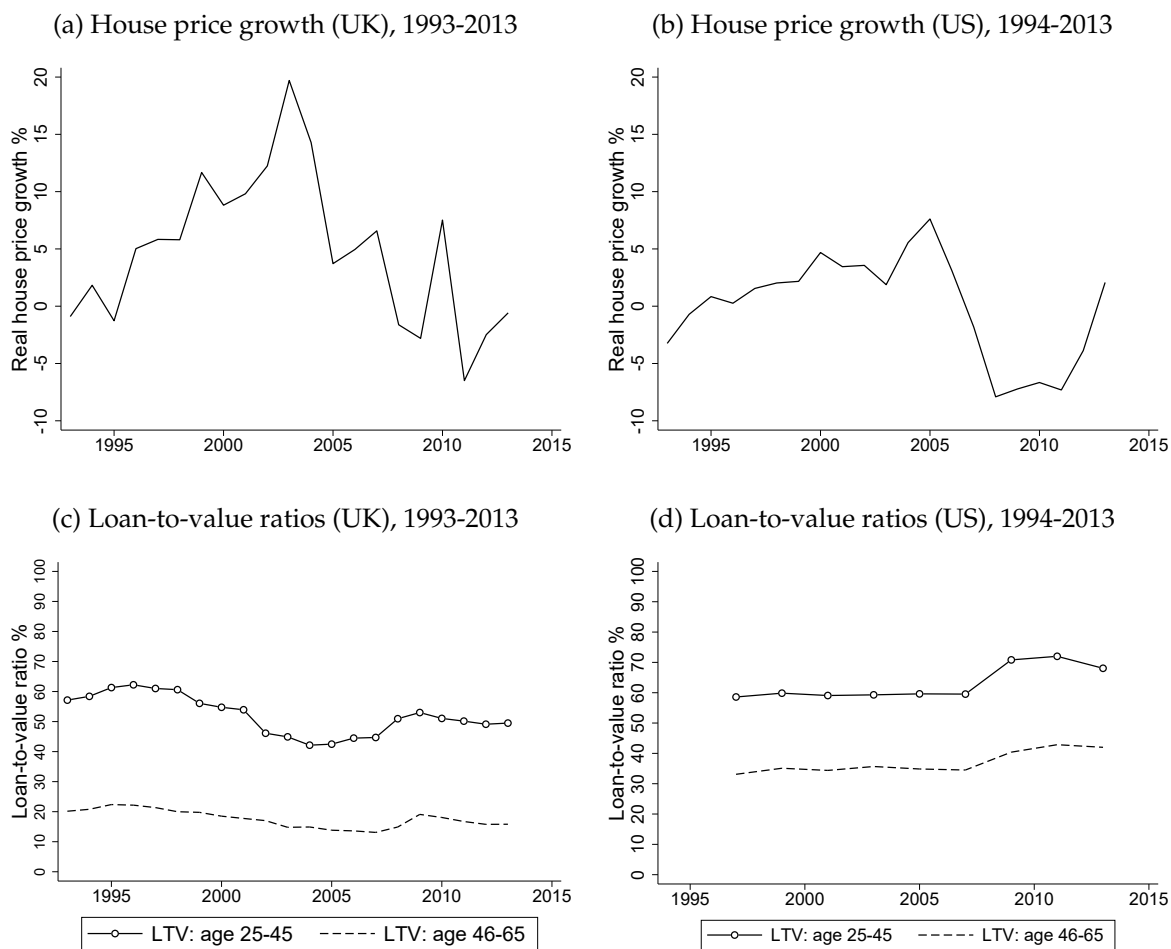 (a) House price growth (UK), 1993-2013
Real house price growth %
20
15
10
5
0
-5
-10
1995 2000 2005 2010 2015
(b) House price growth (US), 1994-2013
Real house price growth %
20
15
10
5
0
-5
-10
1995 2000 2005 2010 2015
(c) Loan-to-value ratios (UK), 1993-2013
Loan-to-value ratio %
100
90
80
70
60
50
40
30
20
10
0
1995 2000 2005 2010 2015
LTV: age 25-45 LTV: age 46-65
(d) Loan-to-value ratios (US), 1994-2013
Loan-to-value ratio %
100
90
80
70
60
50
40
30
20
10
0
1995 2000 2005 2010 2015
LTV: age 25-45 LTV: age 46-65